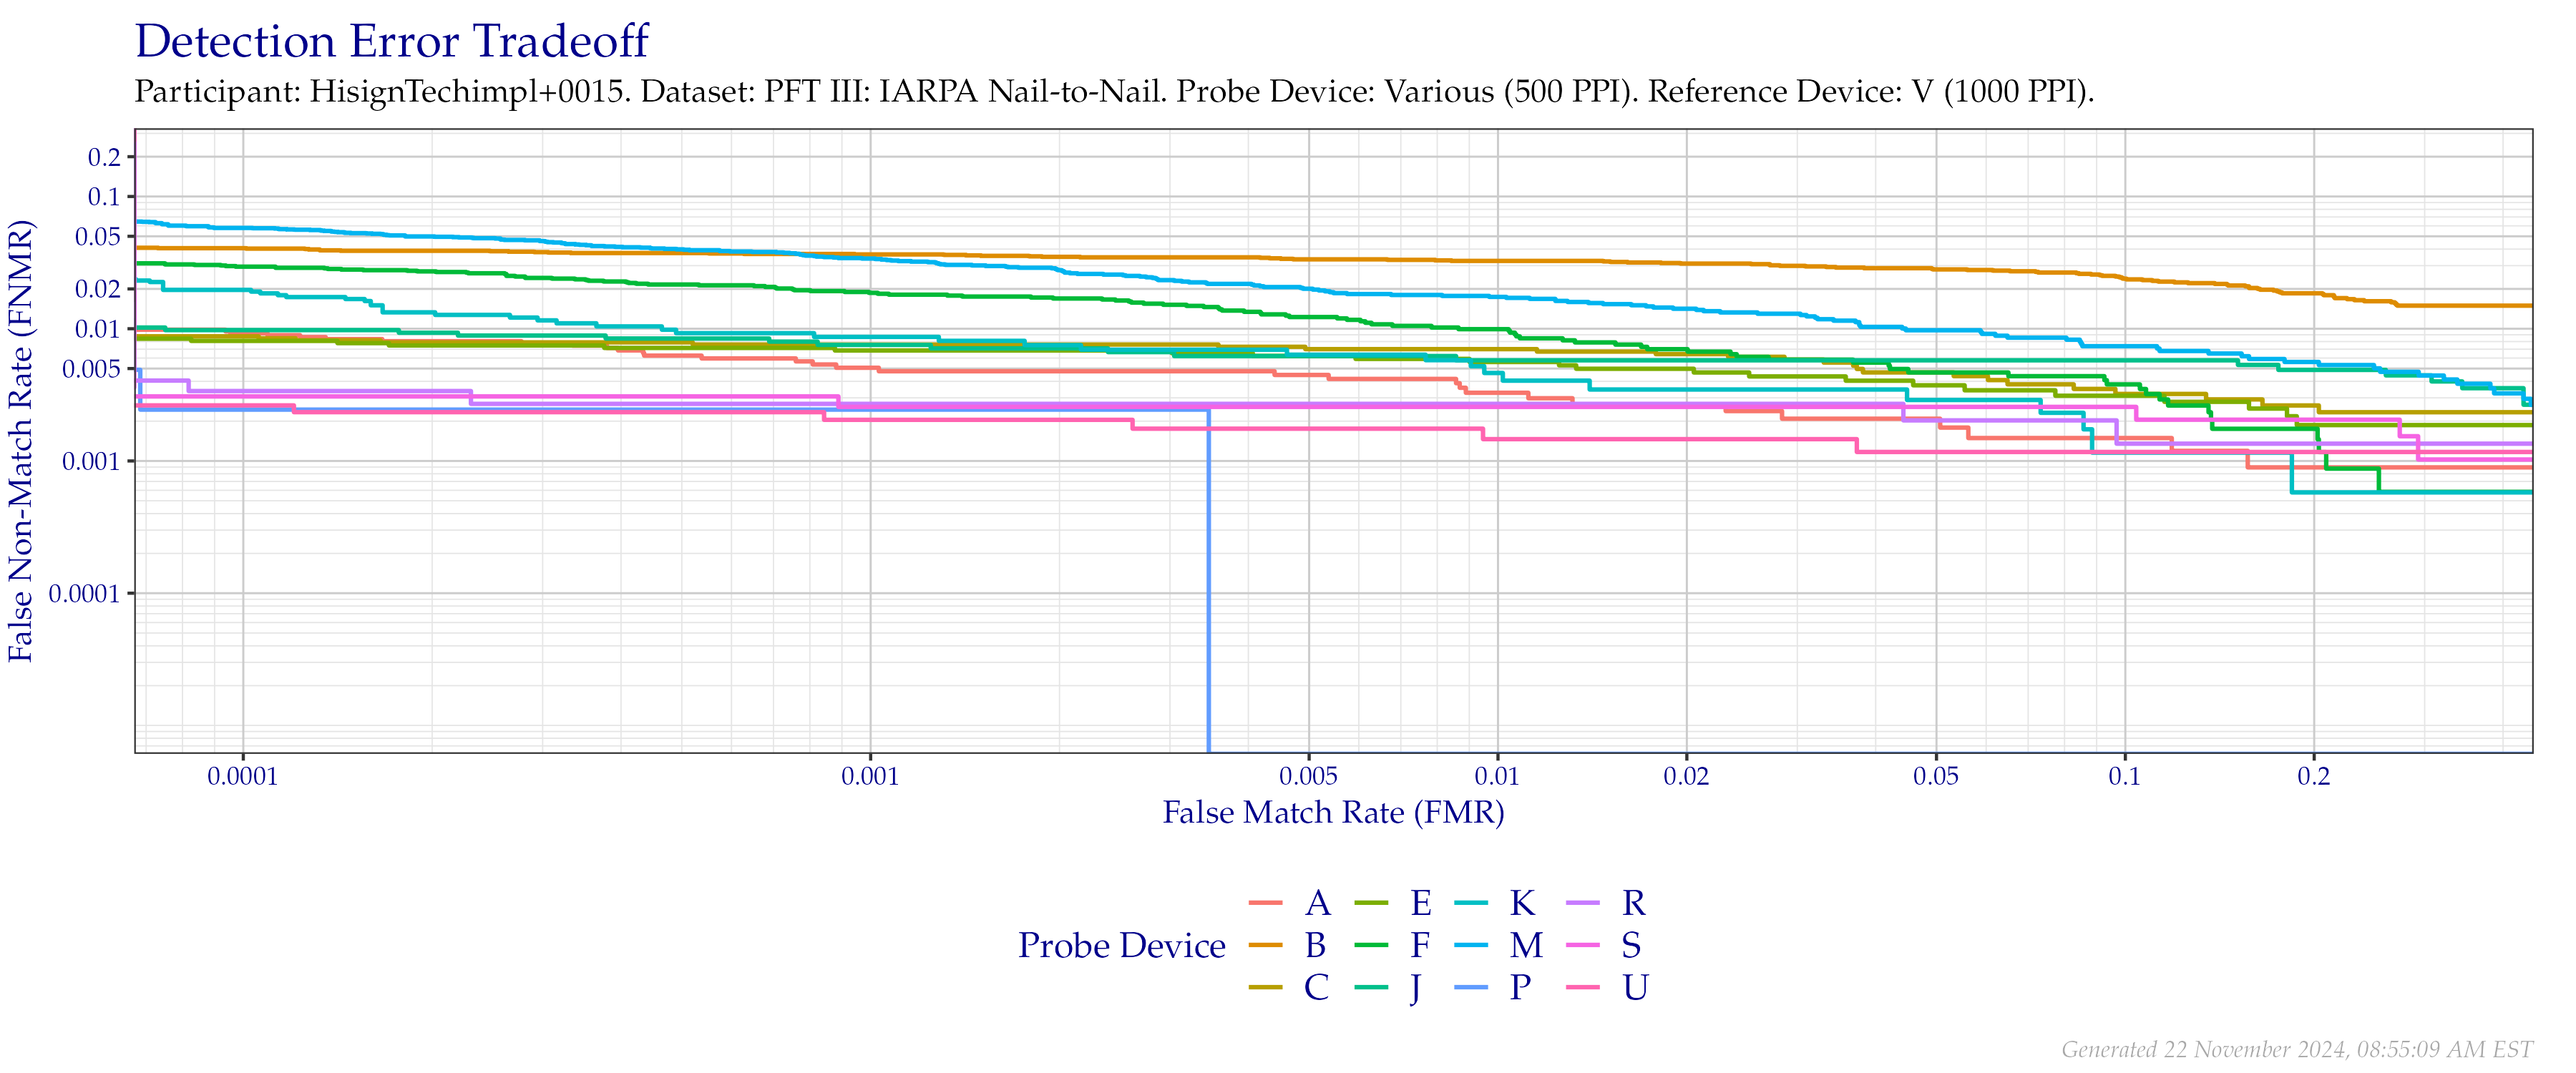 Detection Error Tradeoff
Participant: HisignTechimpl+0015. Dataset: PFT III: IARPA Nail-to-Nail. Probe Device: Various (500 PPI). Reference Device: V (1000 PPI).
False Non-Match Rate (FNMR)
0.2
0.1
0.05
0.02
0.01
0.005
0.001
0.0001
0.0001 0.001 0.005 0.01 0.02 0.05 0.1 0.2
False Match Rate (FMR)
A E K R
Probe Device B F M S
C J P U
Generated 22 November 2024, 08:55:09 AM EST